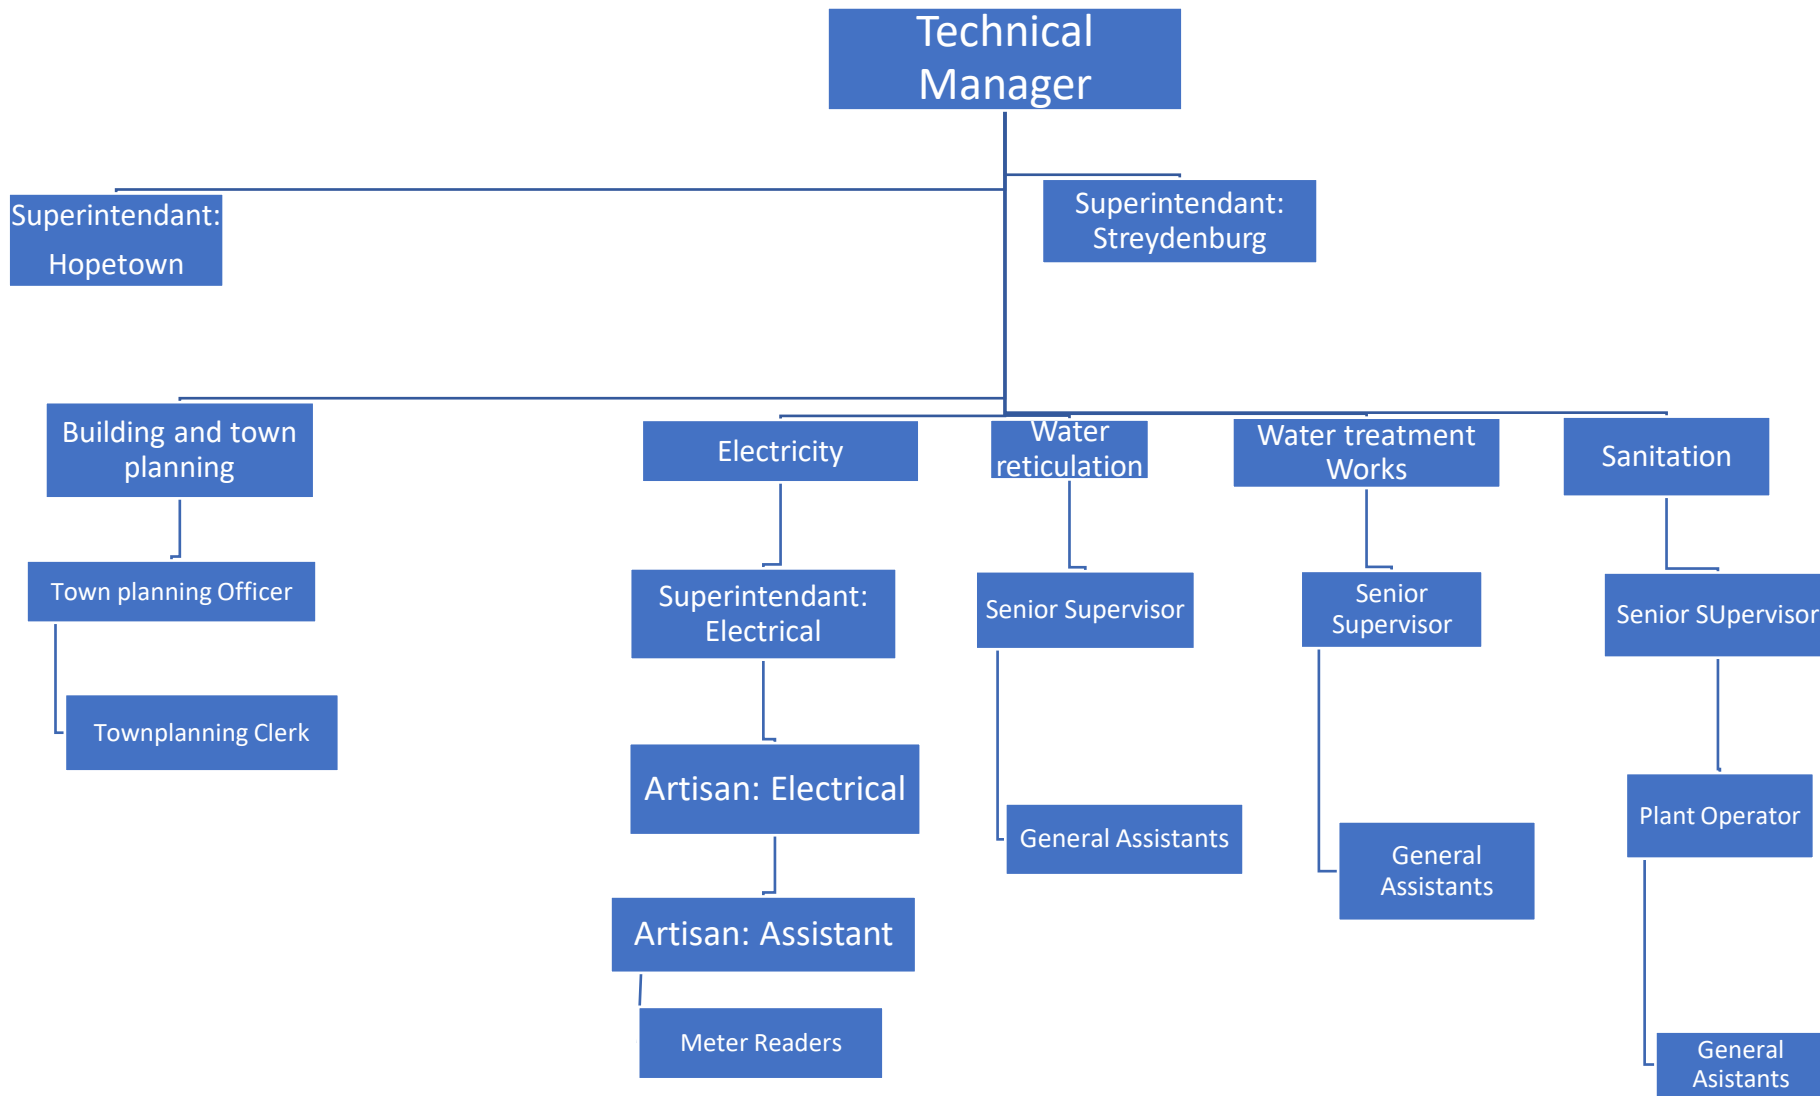 Technical
Manager
Superintendant:
Hopetown
Superintendant:
Streydenburg
Building and town
planning
Electricity
Water
reticulation
Water treatment
Works
Sanitation
Town planning Officer
Superintendant:
Electrical
Senior Supervisor
Senior
Supervisor
Senior SUpervisor
Townplanning Clerk
Artisan: Electrical
General Assistants
General
Assistants
Plant Operator
Artisan: Assistant
Meter Readers
General
Asistants